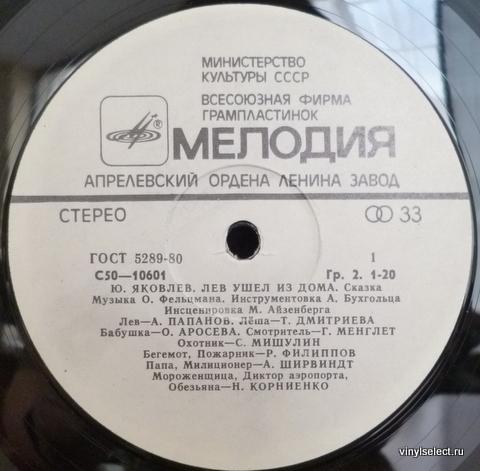 МИНИСТЕРСТВО
КУЛЬТУРЫ СССР
ВСЕСОЮЗНАЯ ФИРМА
ГРАМПЛАСТИНОК
®
МЕЛОДИЯ
АПРЕЛЕВСКИЙ ОРДЕНА ЛЕНИНА ЗАВОД
СТЕРЕО 33
ГОСТ 5289-80 1
С50—10601 Гр. 2. 1-20
Ю. ЯКОВЛЕВ. ЛЕВ УШЕЛ ИЗ ДОМА. Сказка
Музыка О. Фельцмана. Инструментовка А. Бухгольца
Инсценировка М. Айзенберга
Лев—А. ПАПАНОВ. Лёша—Т. ДМИТРИЕВА
Бабушка—О. АРОСЕВА. Смотритель—Г. МЕНГЛЕТ
Охотник—С. МИШУЛИН
Бегемот, Пожарник—Р. ФИЛИППОВ
Папа, Милиционер—А. ШИРВИНДТ
Мороженщица, Диктор аэропорта,
Обезьяна—Н. КОРНИЕНКО
vinylselect.ru